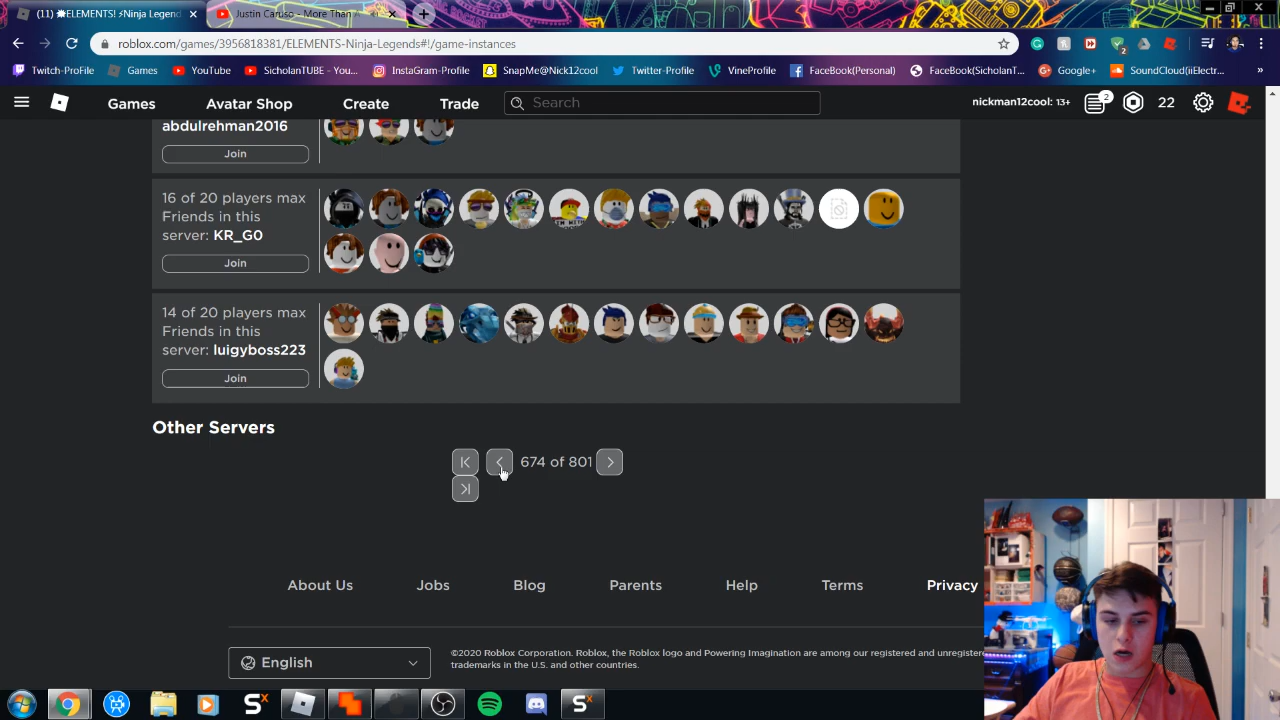 (11) ✸ELEMENTS! ⚡Ninja Legend
Justin Caruso - More Than A
roblox.com/games/3956818381/ELEMENTS-Ninja-Legends#!/game-instances
Twitch-ProFile
Games
YouTube
SicholanTUBE - You...
InstaGram-Profile
SnapMe@Nick12cool
Twitter-Profile
VineProfile
FaceBook(Personal)
FaceBook(SicholanT...
Google+
SoundCloud(iiElectr...
»
Games
Avatar Shop
Create
Trade
Search
nickman12cool: 13+
2
22
abdulrehman2016
Join
16 of 20 players max
Friends in this
server: KR_G0
Join
14 of 20 players max
Friends in this
server: luigyboss223
Join
Other Servers
674 of 801
About Us
Jobs
Blog
Parents
Help
Terms
Privacy
English
©2020 Roblox Corporation. Roblox, the Roblox logo and Powering Imagination are among our registered and unregistere
trademarks in the U.S. and other countries.